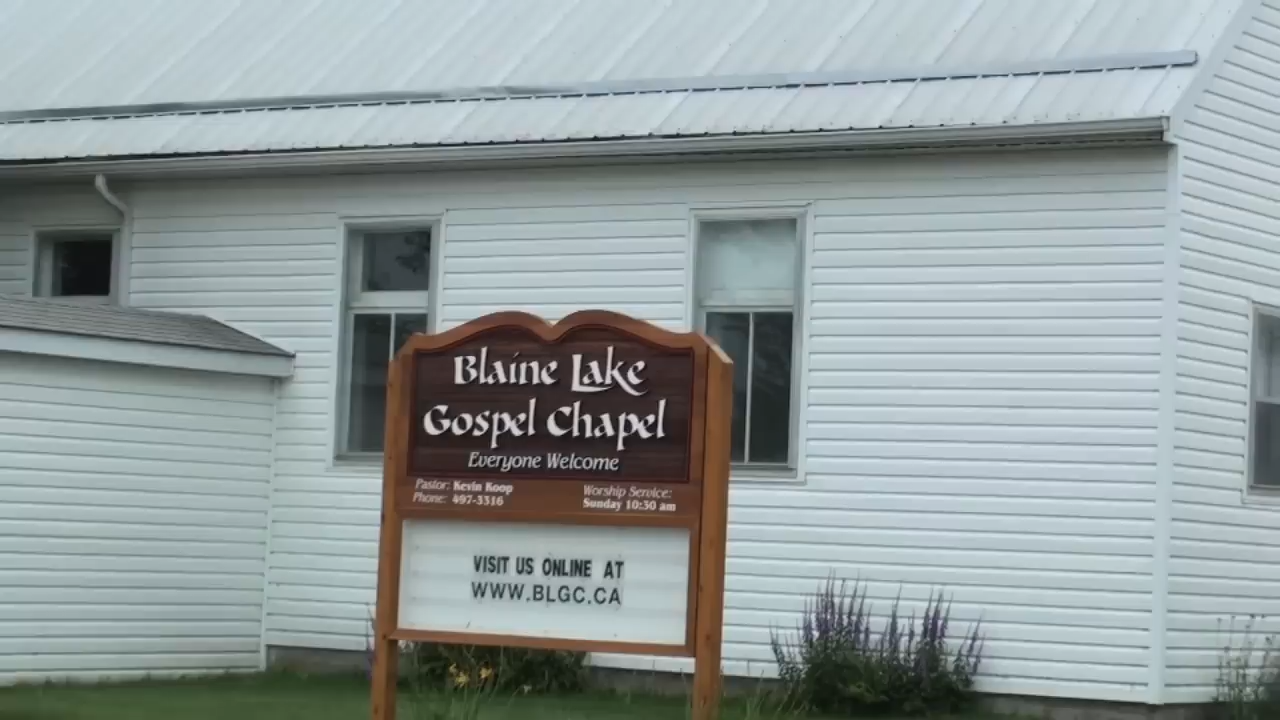 Blaine Lake
Gospel Chapel
Everyone Welcome
Pastor: Kevin Koop
Phone: 497-3316
Worship Service:
Sunday 10:30 am
VISIT US ONLINE AT
WWW.BLGC.CA